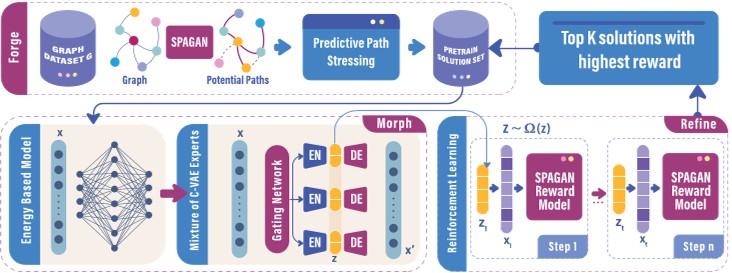 Forge
GRAPH
DATASET G
Graph
SPAGAN
Potential Paths
Predictive Path
Stressing
PRETRAIN
SOLUTION SET
Top K solutions with
highest reward
Morph
Energy Based Model
x
Mixture of C-VAE Experts
x
Gating Network
EN
DE
EN
DE
EN
DE
z
x'
Refine
Reinforcement Learning
z ~ Ω(z)
z₁
x₁
SPAGAN
Reward
Model
Step 1
z₁
x₁
SPAGAN
Reward
Model
Step n